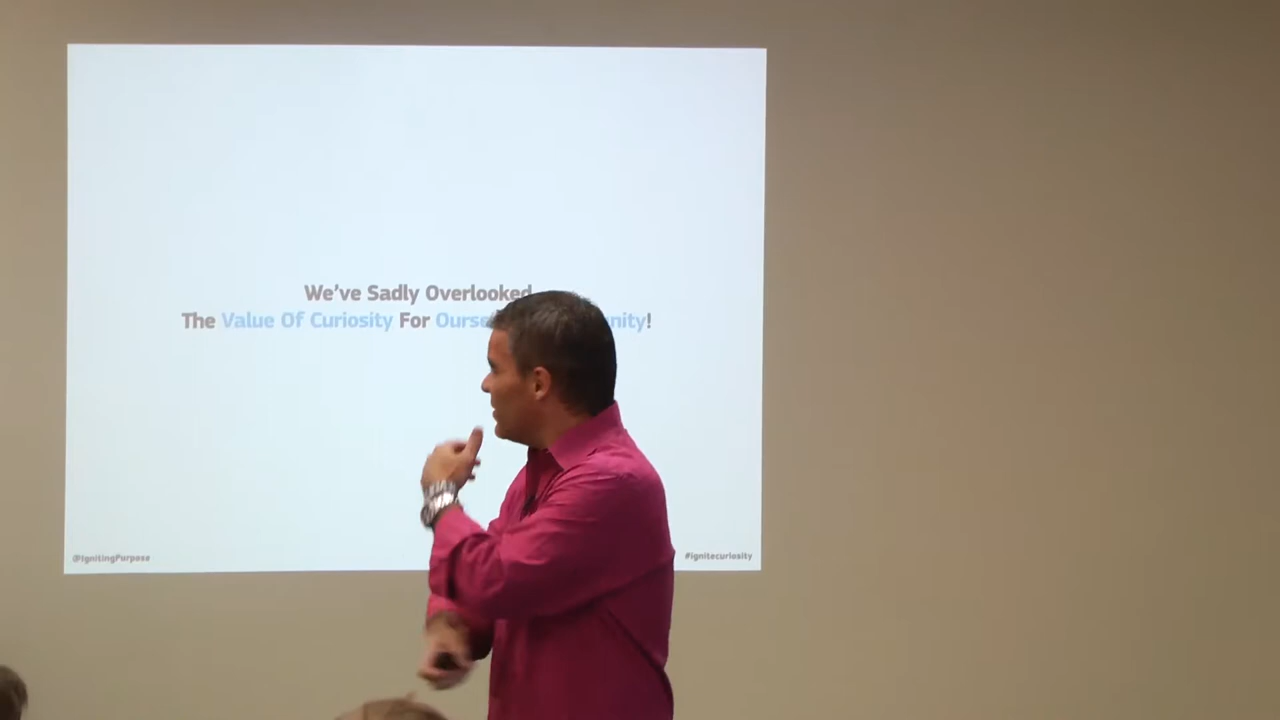 We've Sadly Overlooked
The Value Of Curiosity For !
@IgnitingPurpose
#ignitecuriosity